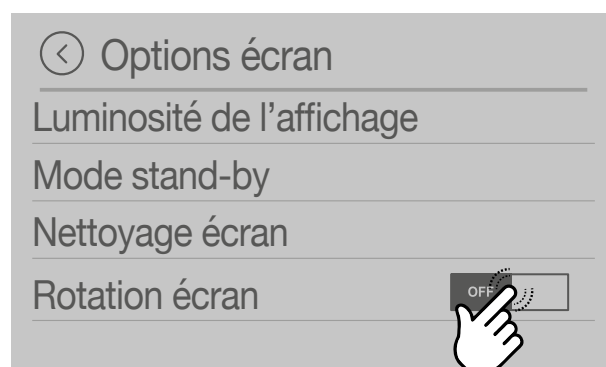 Options écran
Luminosité de l’affichage
Mode stand-by
Nettoyage écran
Rotation écran
OFF